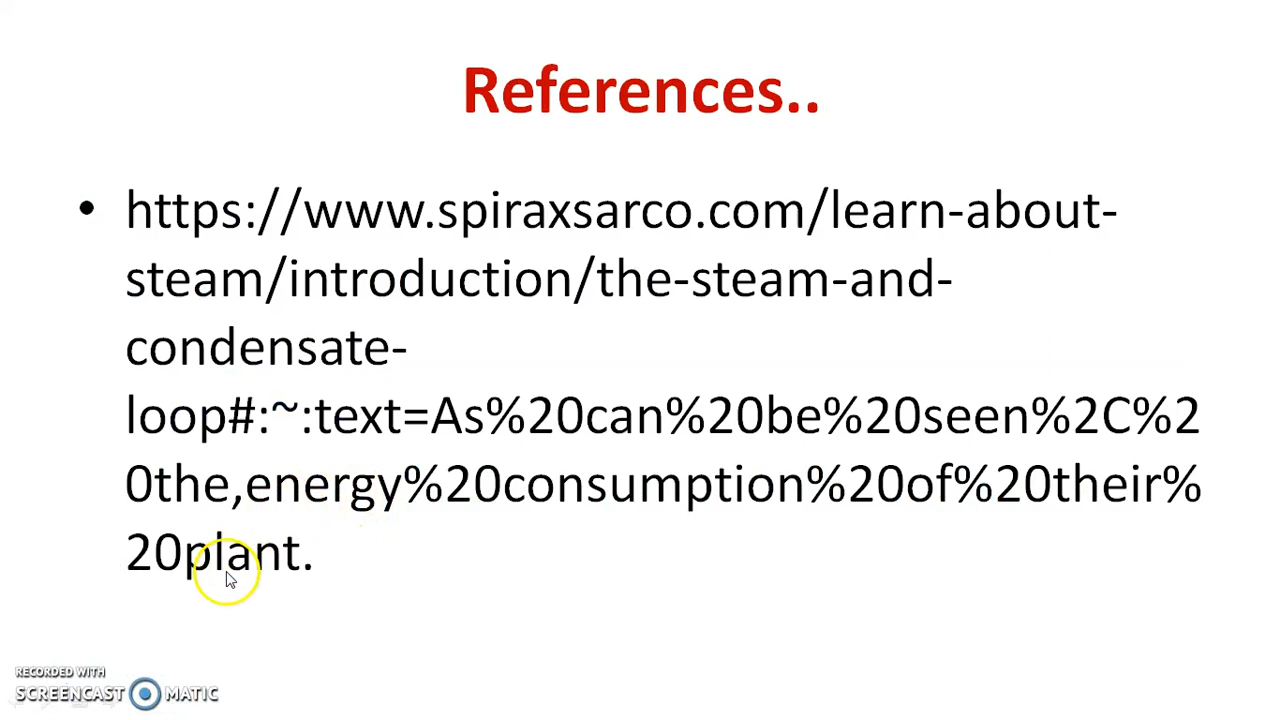 References..
• https://www.spiraxsarco.com/learn-about-
steam/introduction/the-steam-and-
condensate-
loop#:~:text=As%20can%20be%20seen%2C%2
0the,energy%20consumption%20of%20their%
20plant.
RECORDED WITH
SCREENCAST MATIC